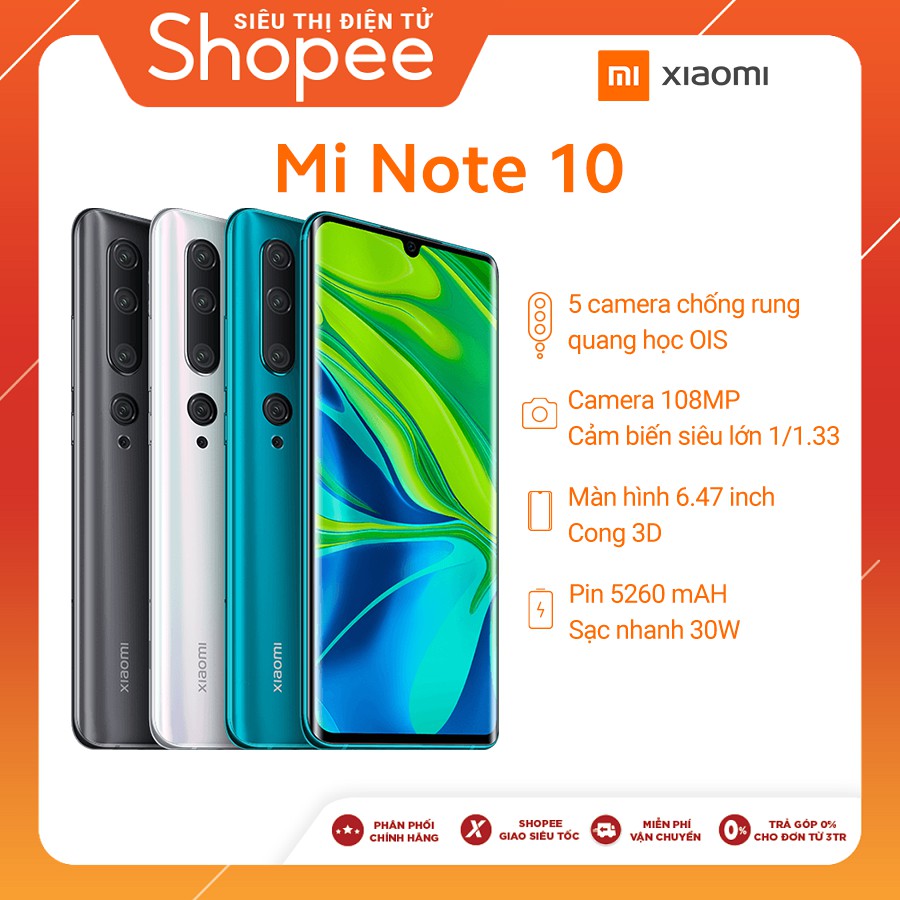 SIÊU THỊ ĐIỆN TỬ
Shopee
mi xiaomi
Mi Note 10
5 camera chống rung
quang học OIS
Camera 108MP
Cảm biến siêu lớn 1/1.33
Màn hình 6.47 inch
Cong 3D
Pin 5260 mAH
Sạc nhanh 30W
xiaomi
xiaomi
xiaomi
PHÂN PHỐI
CHÍNH HÃNG
X
SHOPEE
GIAO SIÊU TỐC
MIỄN PHÍ
VẬN CHUYỂN
0%
TRẢ GÓP 0%
CHO ĐƠN TỪ 3TR